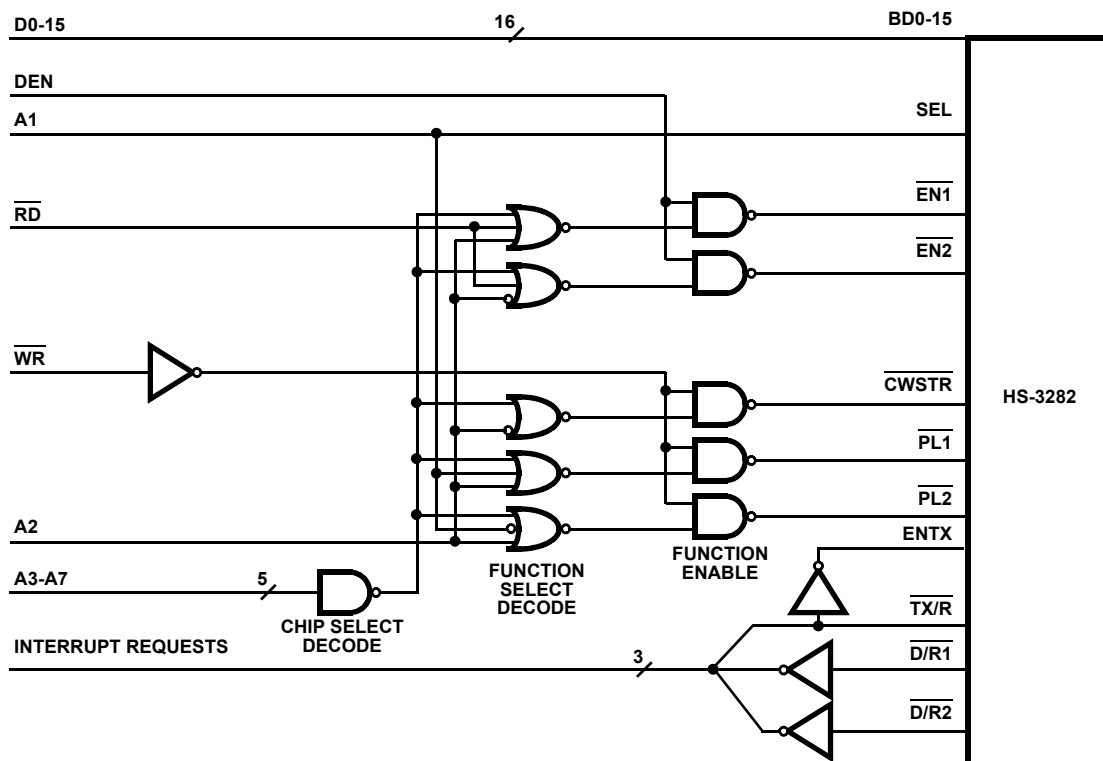 D0-15
16
BD0-15
DEN
SEL
A1
EN1
RD
EN2
WR
CWSTR
HS-3282
PL1
PL2
A2
ENTX
FUNCTION
ENABLE
FUNCTION
SELECT
DECODE
A3-A7
5
CHIP SELECT
DECODE
TX/R
INTERRUPT REQUESTS
3
D/R1
D/R2